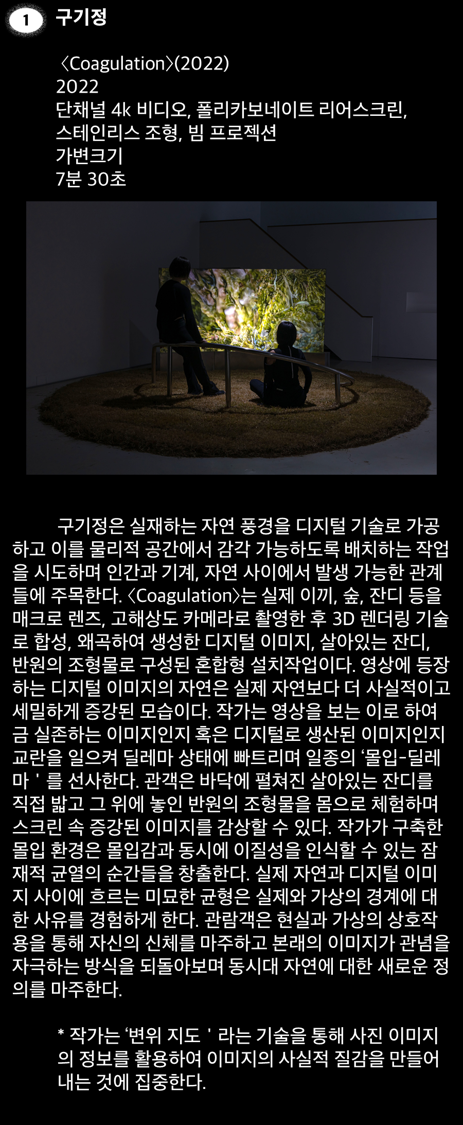 1 구기정
〈Coagulation〉(2022)
2022
단채널 4k 비디오, 폴리카보네이트 리어스크린,
스테인리스 조형, 빔 프로젝션
가변크기
7분 30초
구기정은 실재하는 자연 풍경을 디지털 기술로 가공
하고 이를 물리적 공간에서 감각 가능하도록 배치하는 작업
을 시도하며 인간과 기계, 자연 사이에서 발생 가능한 관계
들에 주목한다. 〈Coagulation〉는 실제 이끼, 숲, 잔디 등을
매크로 렌즈, 고해상도 카메라로 촬영한 후 3D 렌더링 기술
로 합성, 왜곡하여 생성한 디지털 이미지, 살아있는 잔디,
반원의 조형물로 구성된 혼합형 설치작업이다. 영상에 등장
하는 디지털 이미지의 자연은 실제 자연보다 더 사실적이고
세밀하게 증강된 모습이다. 작가는 영상을 보는 이로 하여
금 실존하는 이미지인지 혹은 디지털로 생산된 이미지인지
교란을 일으켜 딜레마 상태에 빠트리며 일종의 ‘몰입-딜레
마 ' 를 선사한다. 관객은 바닥에 펼쳐진 살아있는 잔디를
직접 밟고 그 위에 놓인 반원의 조형물을 몸으로 체험하며
스크린 속 증강된 이미지를 감상할 수 있다. 작가가 구축한
몰입 환경은 몰입감과 동시에 이질성을 인식할 수 있는 잠
재적 균열의 순간들을 창출한다. 실제 자연과 디지털 이미
지 사이에 흐르는 미묘한 균형은 실제와 가상의 경계에 대
한 사유를 경험하게 한다. 관람객은 현실과 가상의 상호작
용을 통해 자신의 신체를 마주하고 본래의 이미지가 관념을
자극하는 방식을 되돌아보며 동시대 자연에 대한 새로운 정
의를 마주한다.
* 작가는 ‘변위 지도 ' 라는 기술을 통해 사진 이미지
의 정보를 활용하여 이미지의 사실적 질감을 만들어
내는 것에 집중한다.